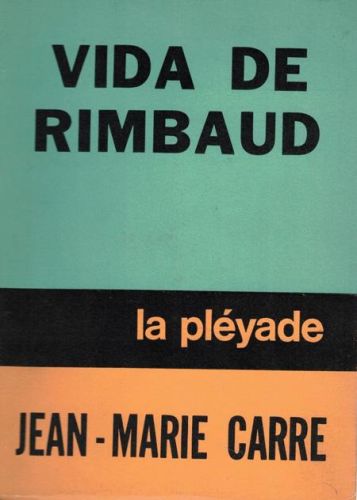 VIDA DE
RIMBAUD
la pléyade
JEAN-MARIE CARRE